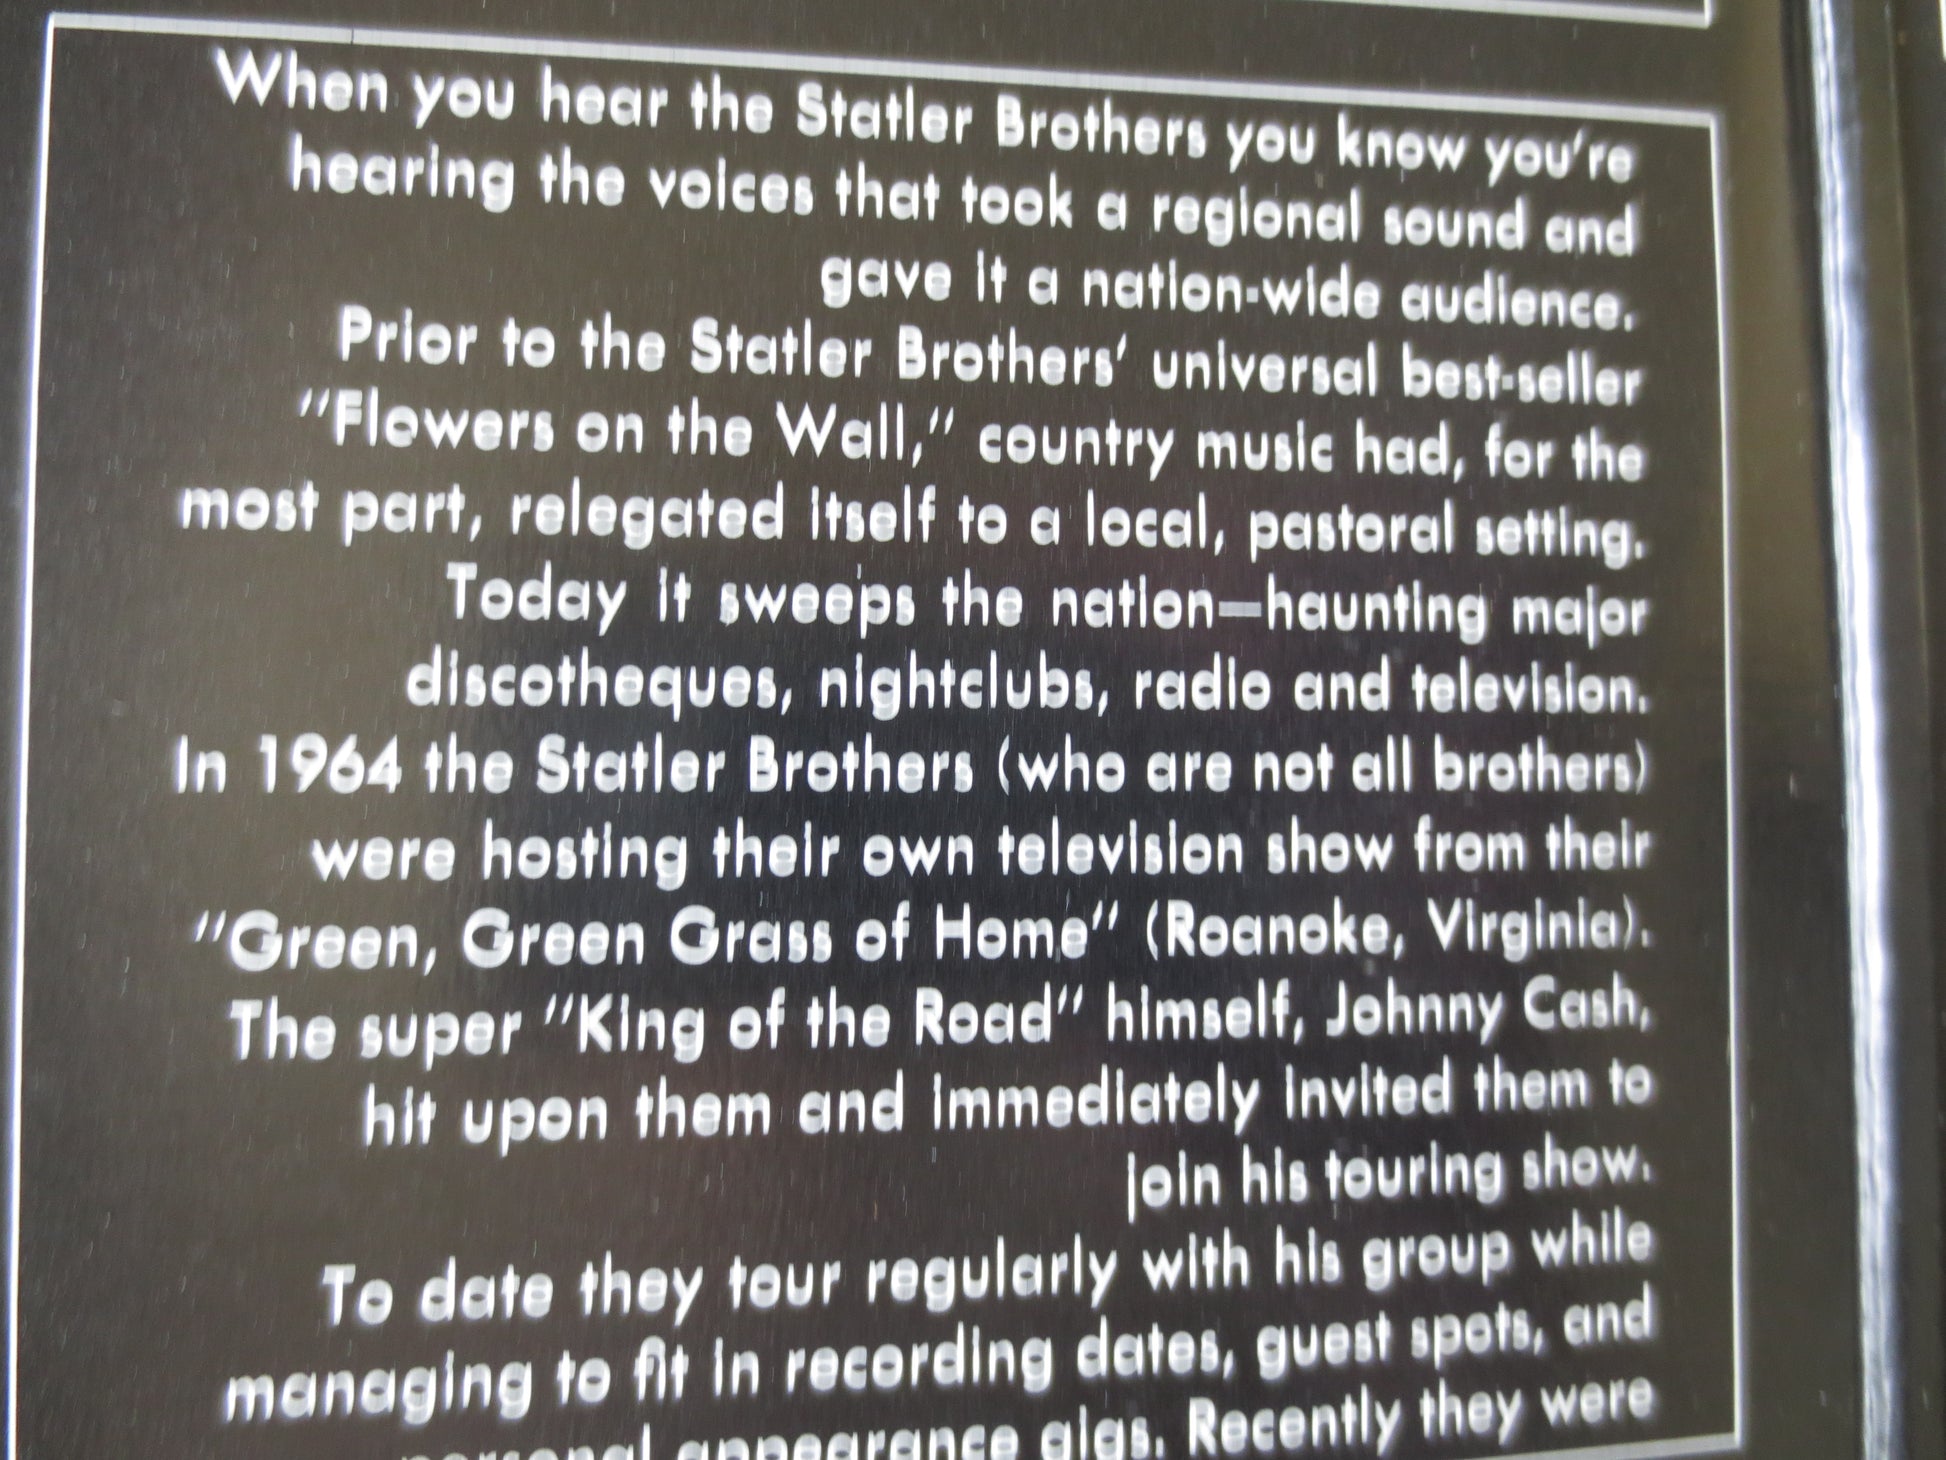 When you hear the Statler Brothers you know you're
hearing the voices that took a regional sound and
gave it a nation-wide audience.
Prior to the Statler Brothers' universal best-seller
"Flowers on the Wall," country music had, for the
most part, relegated itself to a local, pastoral setting.
Today it sweeps the nation—haunting major
discotheques, nightclubs, radio and television.
In 1964 the Statler Brothers (who are not all brothers)
were hosting their own television show from their
"Green, Green Grass of Home" (Roanoke, Virginia).
The super "King of the Road" himself, Johnny Cash,
hit upon them and immediately invited them to
join his touring show.
To date they tour regularly with his group while
managing to fit in recording dates, guest spots, and
personal appearance gigs. Recently they were